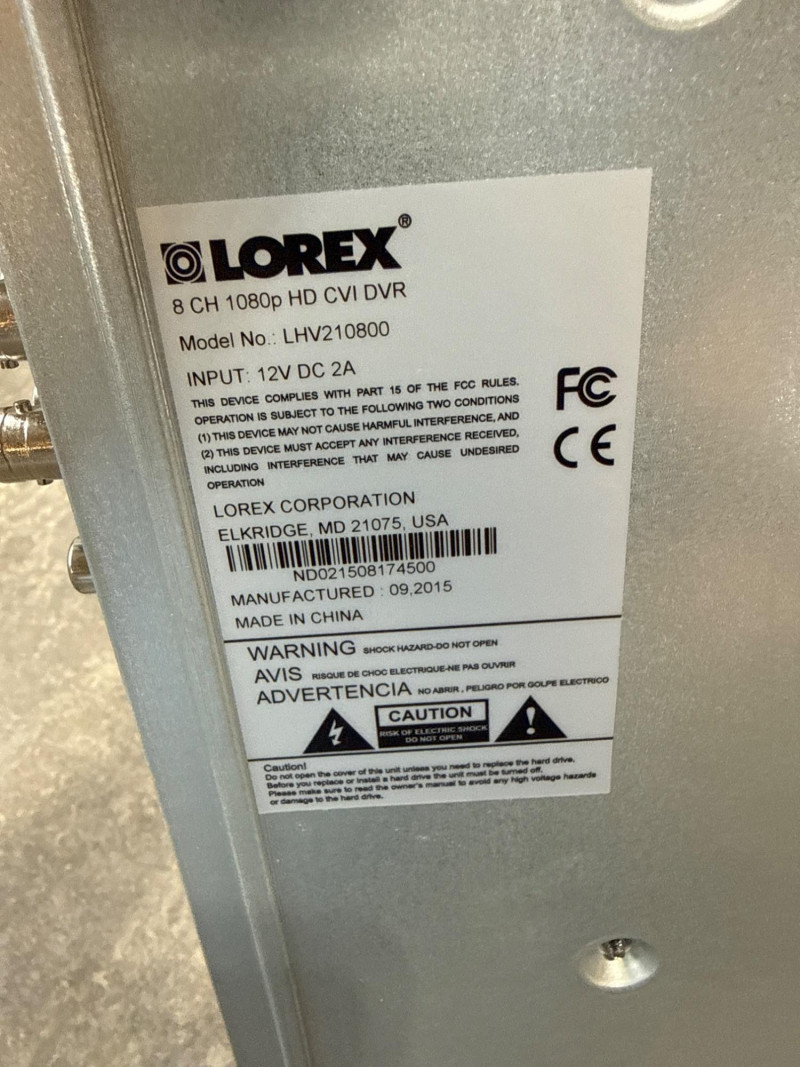 LOREX®
8 CH 1080p HD CVI DVR
Model No.: LHV210800
INPUT: 12V DC 2A
THIS DEVICE COMPLIES WITH PART 15 OF THE FCC RULES.
OPERATION IS SUBJECT TO THE FOLLOWING TWO CONDITIONS
(1) THIS DEVICE MAY NOT CAUSE HARMFUL INTERFERENCE, AND
(2) THIS DEVICE MUST ACCEPT ANY INTERFERENCE RECEIVED,
INCLUDING INTERFERENCE THAT MAY CAUSE UNDESIRED
OPERATION
FC
CE
LOREX CORPORATION
ELKRIDGE, MD 21075, USA
ND021508174500
MANUFACTURED : 09,2015
MADE IN CHINA
WARNING SHOCK HAZARD-DO NOT OPEN
AVIS RISQUE DE CHOC ELECTRIQUE-NE PAS OUVRIR
ADVERTENCIA NO ABRIR , PELIGRO POR GOLPE ELECTRICO
CAUTION
RISK OF ELECTRIC SHOCK
DO NOT OPEN
!
Caution!
Do not open the cover of this unit unless you need to replace the hard drive.
Before you replace or install a hard drive the unit must be turned off.
Please make sure to read the owner's manual to avoid any high voltage hazards
or damage to the hard drive.